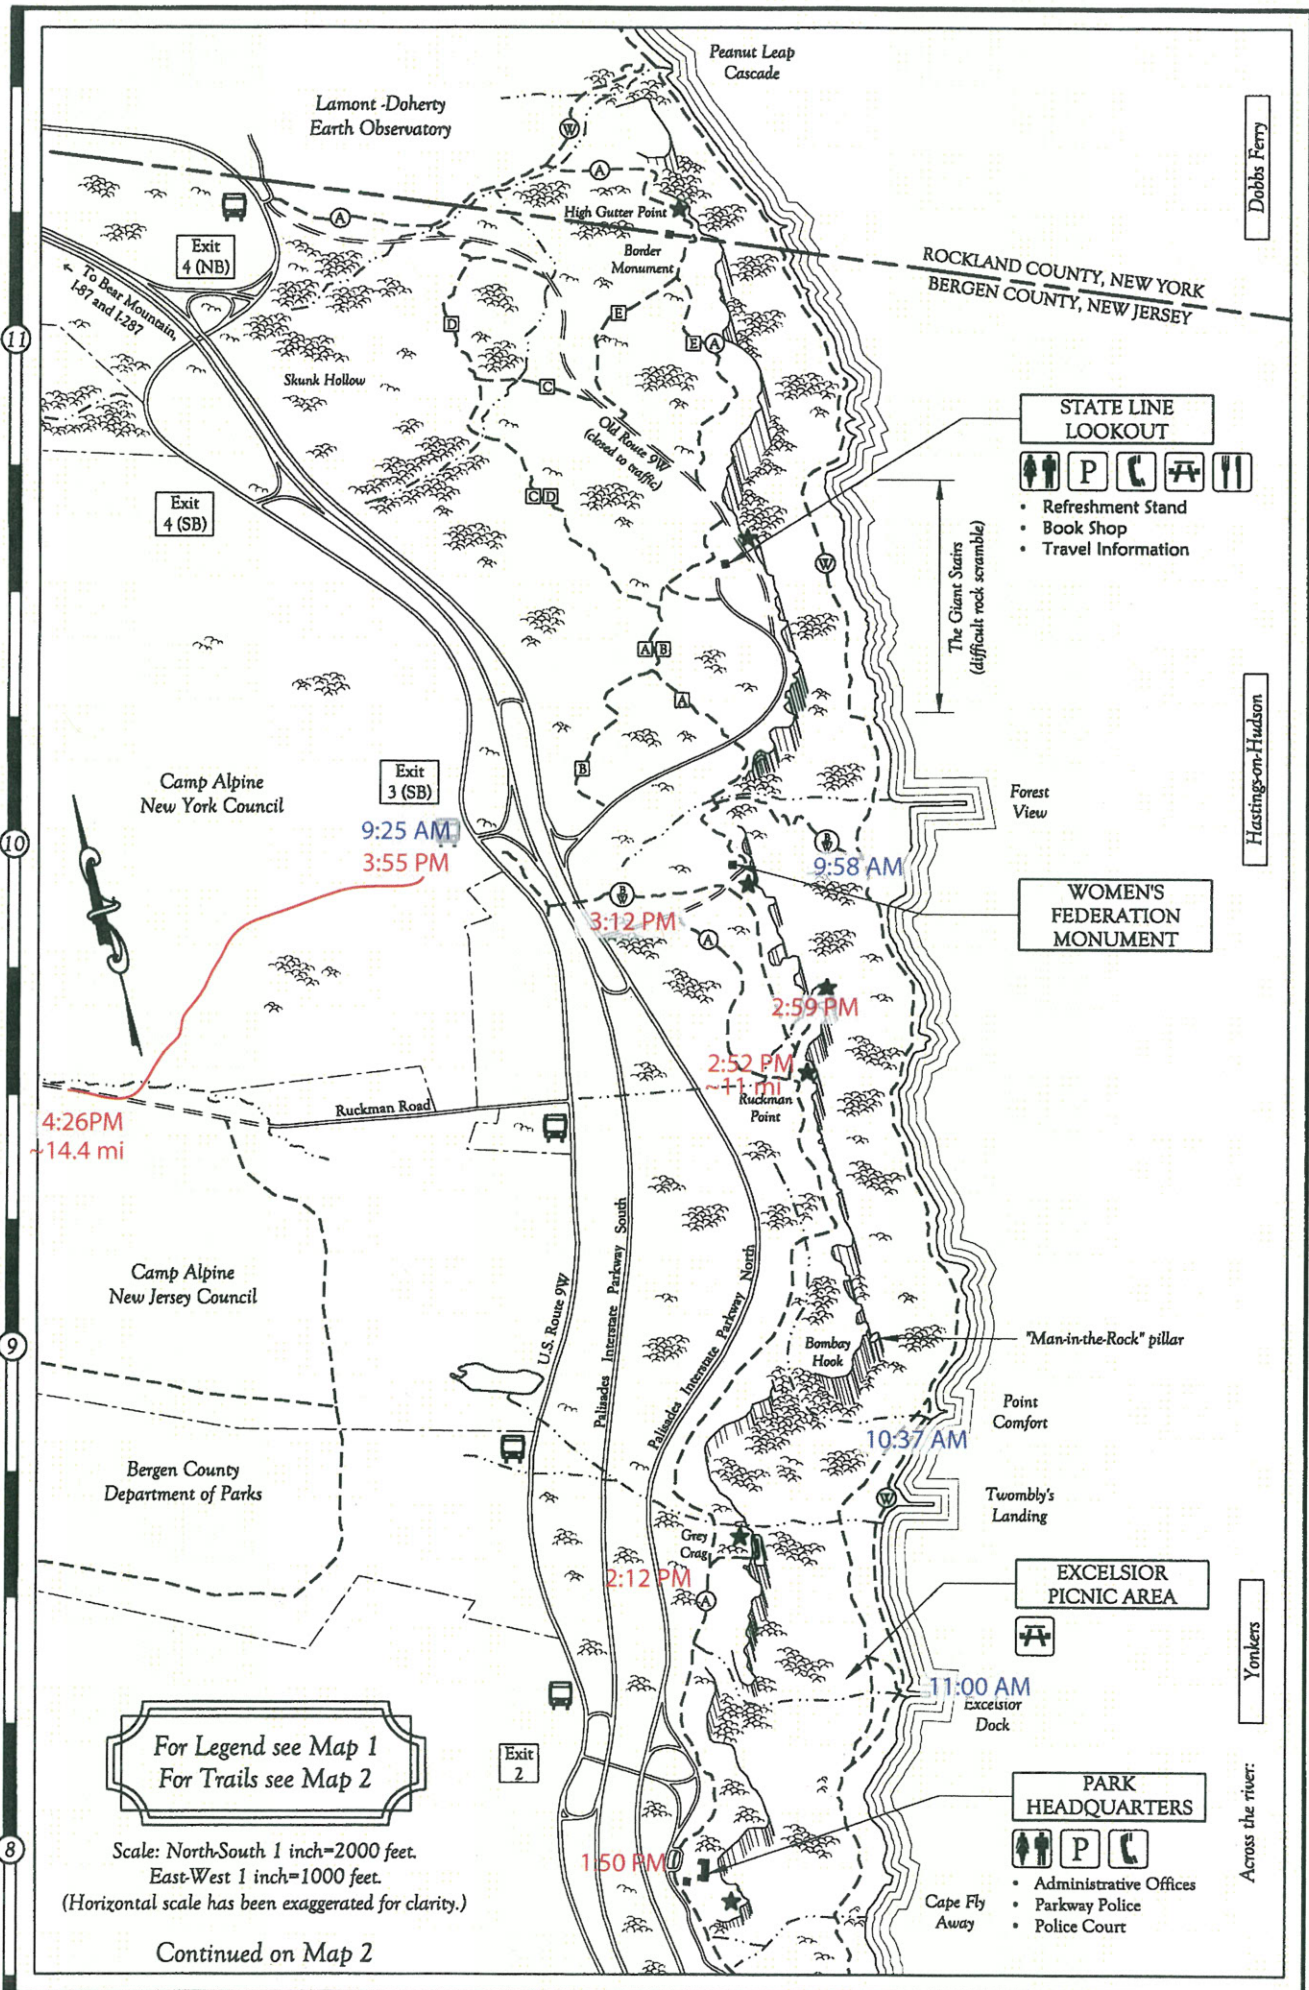 Peanut Leap
Cascade
Lamont-Doherty
Earth Observatory
W
A
Dobbs Ferry
High Gutter Point
A
Exit
4 (NB)
Border
Monument
ROCKLAND COUNTY, NEW YORK
BERGEN COUNTY, NEW JERSEY
To Bear Mountain,
I-87 and I-287
D
E
11
E
A
Skunk Hollow
C
STATE LINE
LOOKOUT
Old Route 9W
(closed to traffic)
P
C D
Exit
4 (SB)
• Refreshment Stand
• Book Shop
• Travel Information
W
The Giant Stairs
(difficult rock scramble)
A B
A
Hastings-on-Hudson
B
Exit
3 (SB)
Camp Alpine
New York Council
Forest
View
9:25 AM
10
B
W
3:55 PM
9:58 AM
B
W
WOMEN'S
FEDERATION
MONUMENT
3:12 PM
A
2:59 PM
2:52 PM
~11 mi
Ruckman
Point
Ruckman Road
4:26PM
~14.4 mi
U.S. Route 9W
Palisades Interstate Parkway South
Palisades Interstate Parkway North
Camp Alpine
New Jersey Council
9
Bombay
Hook
"Man-in-the-Rock" pillar
Point
Comfort
10:37 AM
Bergen County
Department of Parks
W
Twombly's
Landing
Grey
Crag
2:12 PM
A
EXCELSIOR
PICNIC AREA
Yonkers
11:00 AM
Excelsior
Dock
For Legend see Map 1
For Trails see Map 2
Exit
2
PARK
HEADQUARTERS
P
Across the river:
8
Scale: North-South 1 inch=2000 feet.
East-West 1 inch=1000 feet.
(Horizontal scale has been exaggerated for clarity.)
1:50 PM
• Administrative Offices
• Parkway Police
• Police Court
Cape Fly
Away
Continued on Map 2